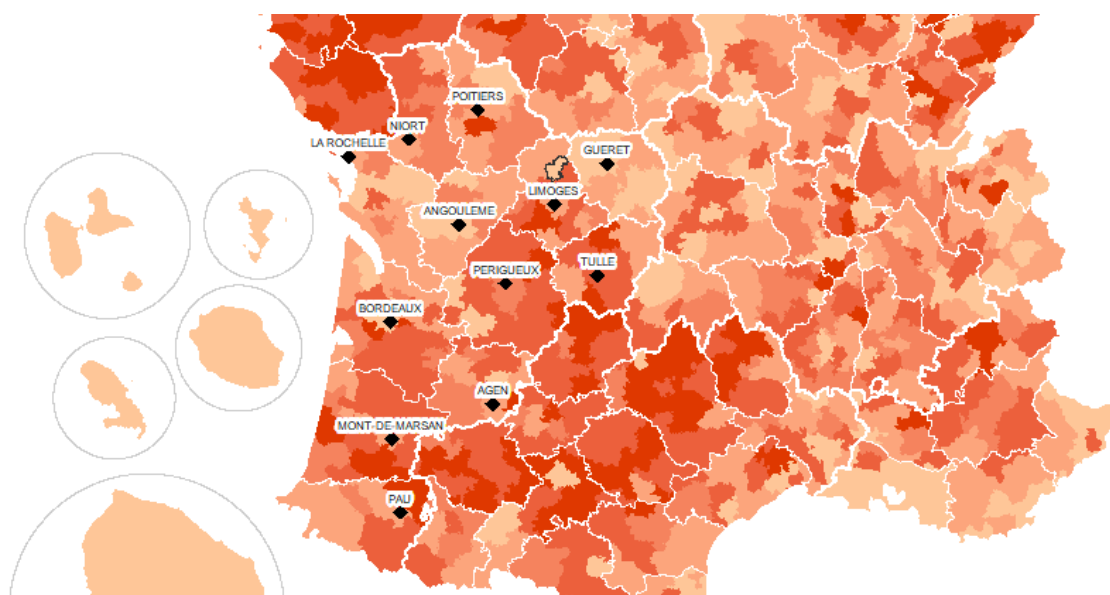 POITIERS
NIORT
LA ROCHELLE
GUERET
LIMOGES
ANGOULEME
TULLE
PERIGUEUX
BORDEAUX
AGEN
MONT-DE-MARSAN
PAU